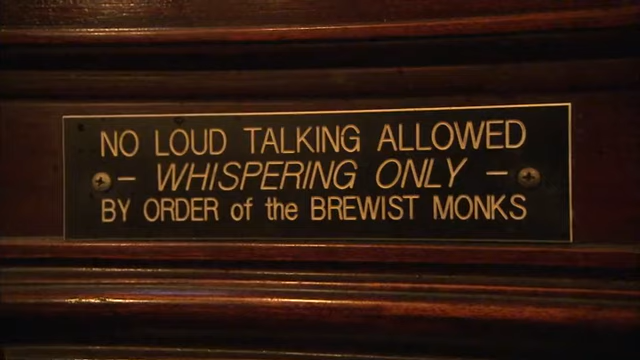 NO LOUD TALKING ALLOWED
- WHISPERING ONLY -
BY ORDER of the BREWIST MONKS